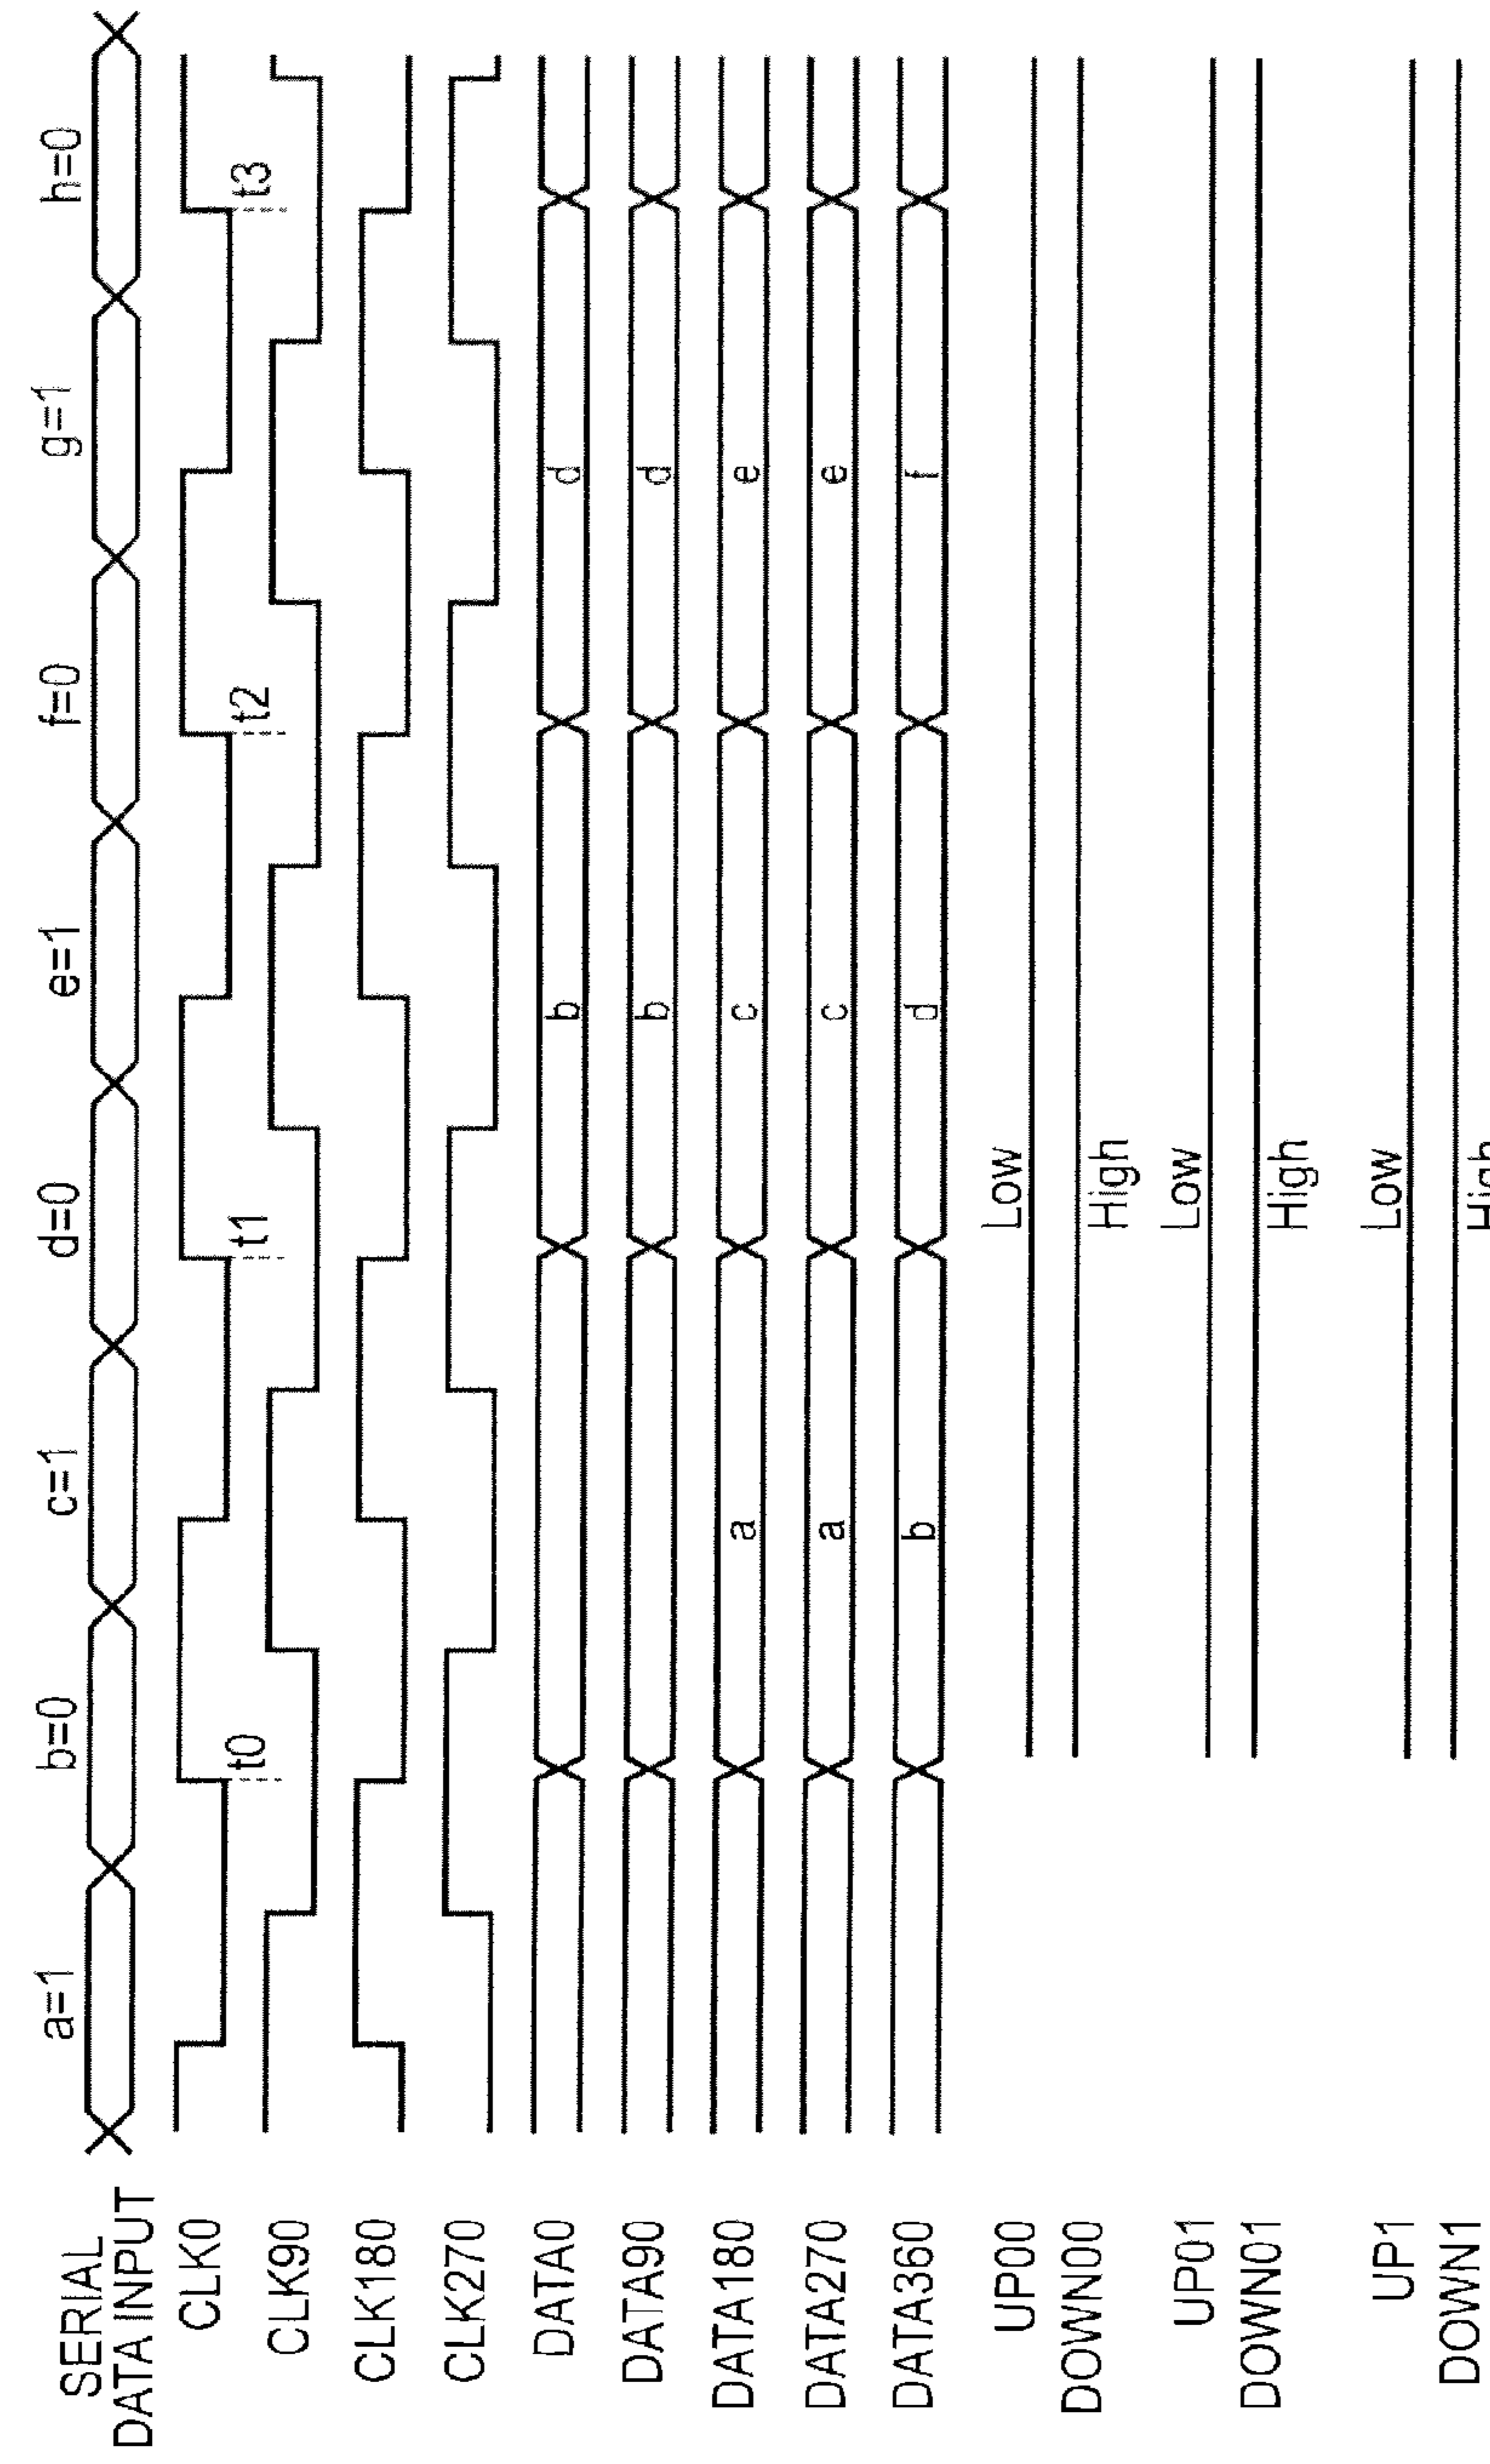 a=1 b=0 c=1 d=0 e=1 f=0 g=1 h=0
SERIAL
DATA INPUT
CLK0
t0 t1 t2 t3
CLK90
CLK180
CLK270
DATA0 b d
DATA90 b d
DATA180 a c e
DATA270 a c e
DATA360 b d f
Low
UP00
DOWN00
High
Low
UP01
DOWN01
High
Low
UP1
DOWN1
High